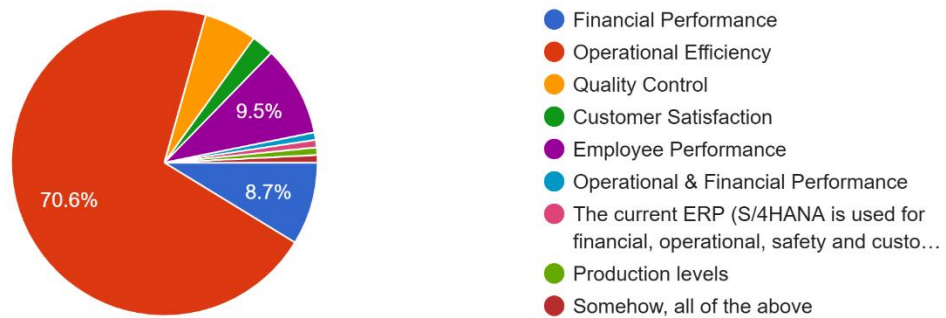 9.5%
8.7%
70.6%
Financial Performance
Operational Efficiency
Quality Control
Customer Satisfaction
Employee Performance
Operational & Financial Performance
The current ERP (S/4HANA is used for
financial, operational, safety and custo…
Production levels
Somehow, all of the above